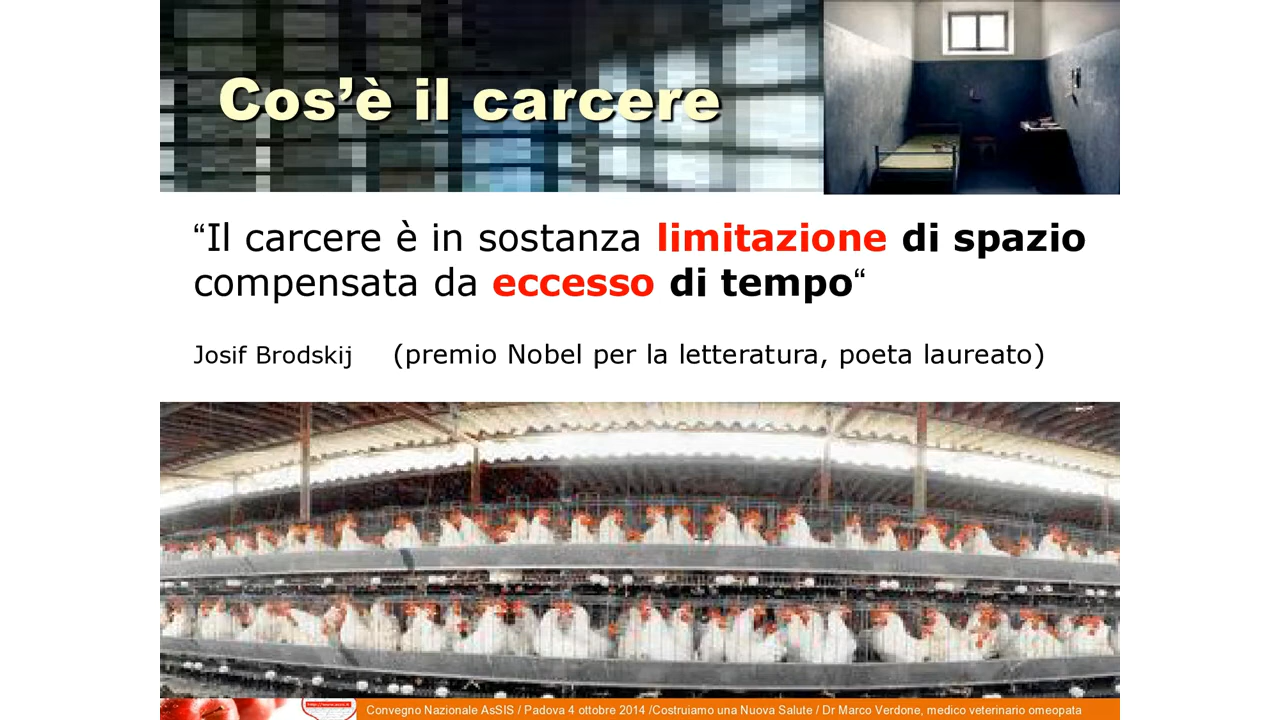 Cos’è il carcere
“Il carcere è in sostanza limitazione di spazio
compensata da eccesso di tempo“
Josif Brodskij (premio Nobel per la letteratura, poeta laureato)
Convegno Nazionale AsSIS / Padova 4 ottobre 2014 /Costruiamo una Nuova Salute / Dr Marco Verdone, medico veterinario omeopata